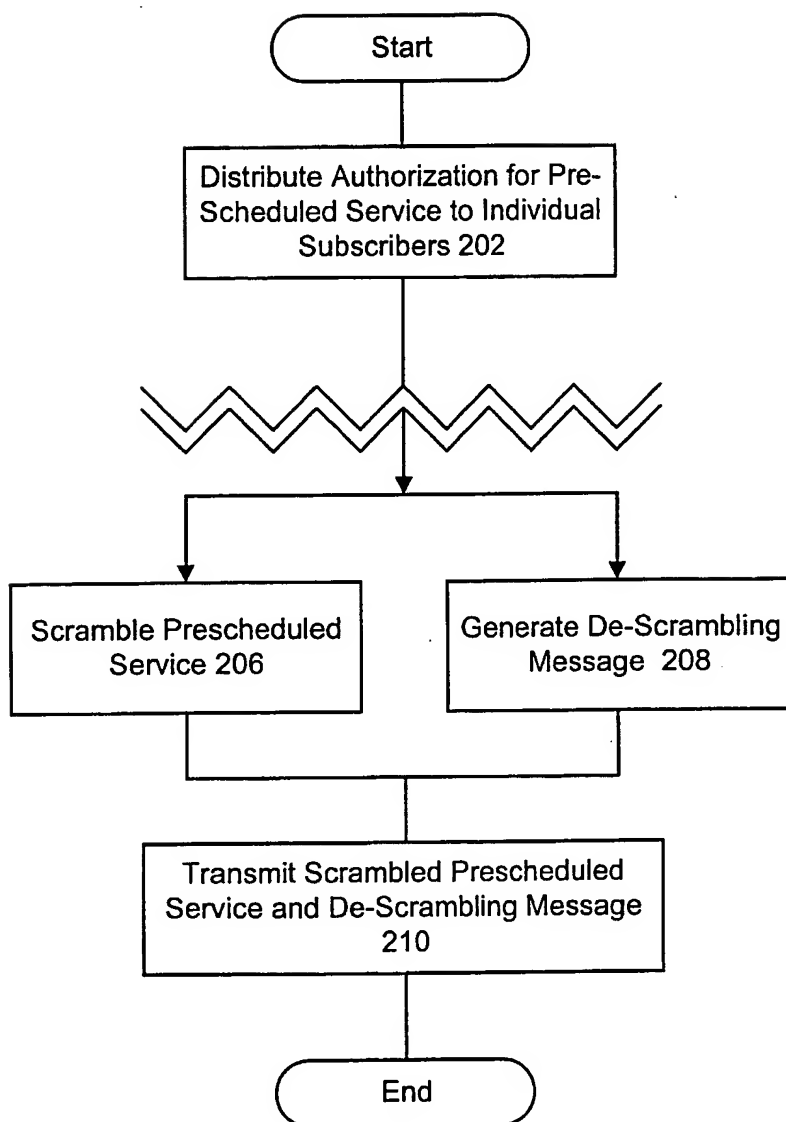 Start
Distribute Authorization for Pre-
Scheduled Service to Individual
Subscribers 202
Scramble Prescheduled
Service 206
Generate De-Scrambling
Message 208
Transmit Scrambled Prescheduled
Service and De-Scrambling Message
210
End